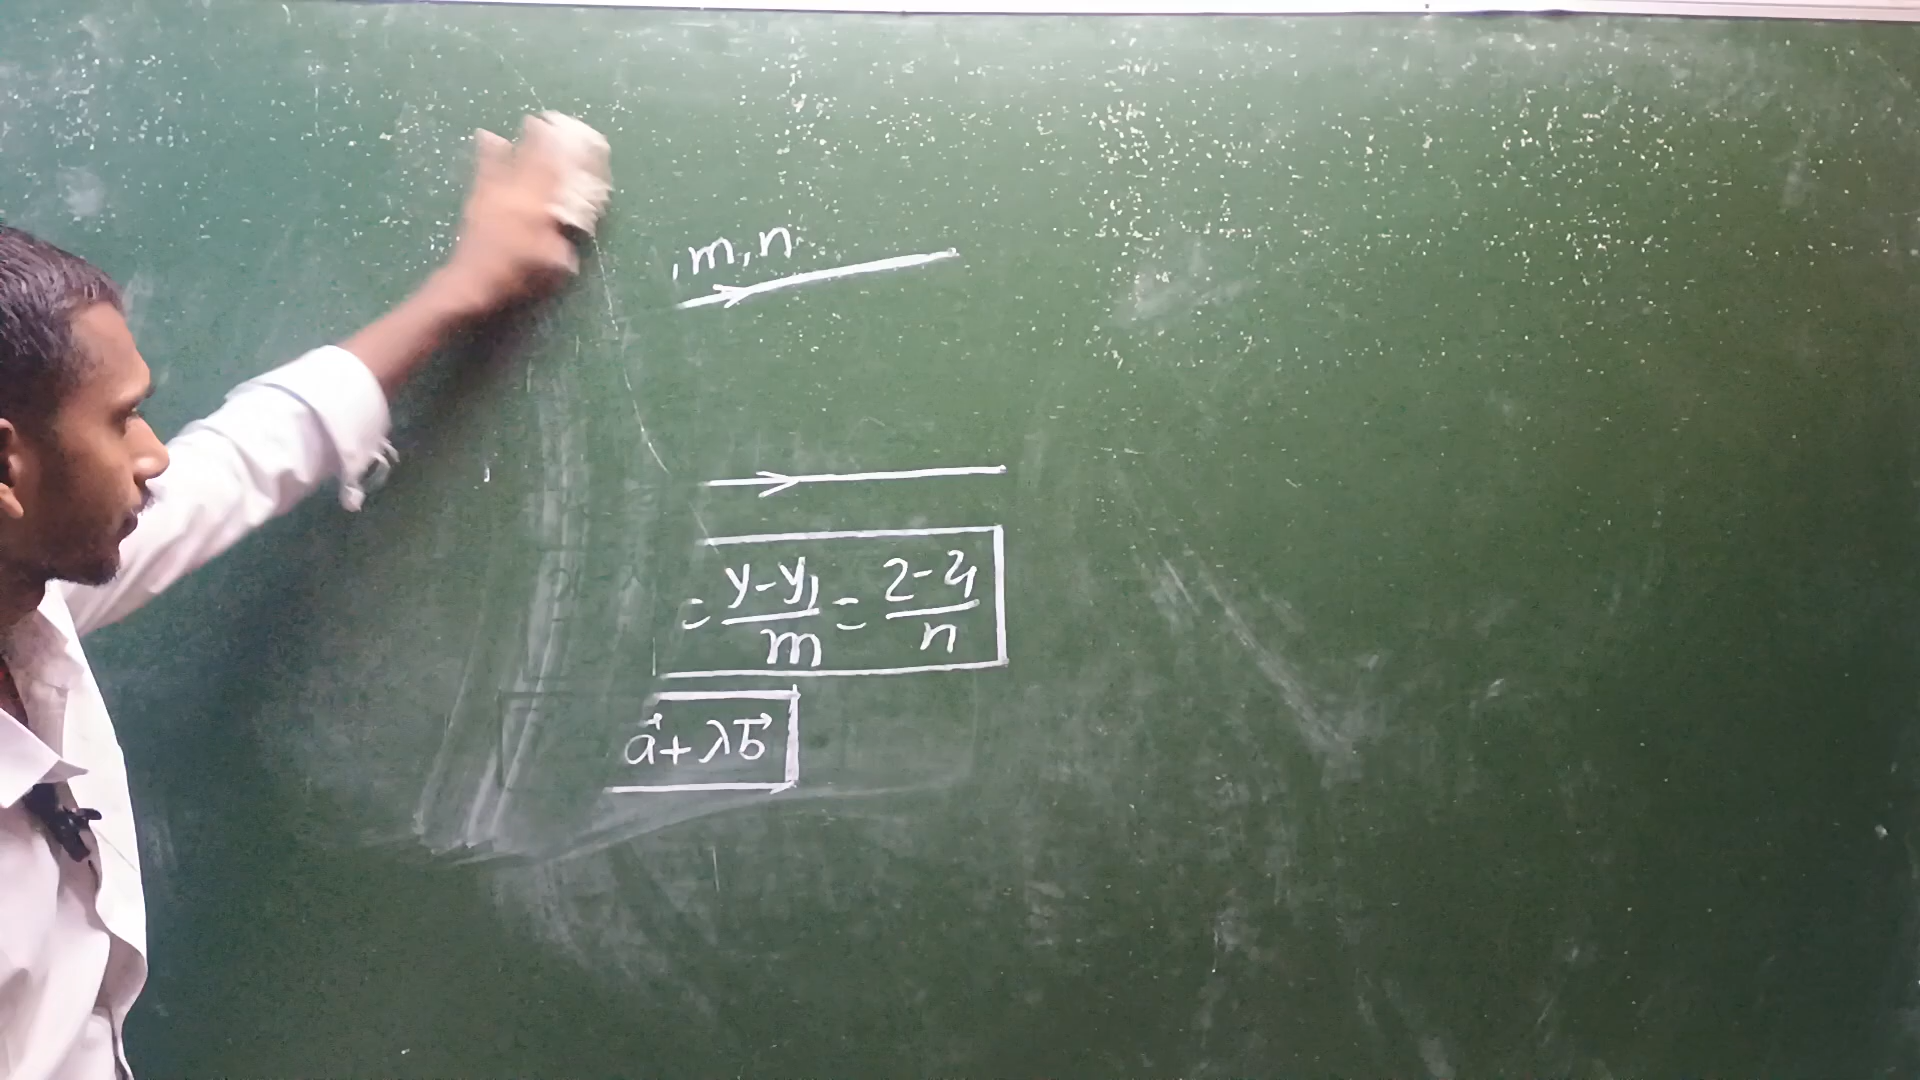 ,m,n
= y-y₁/m = z-z₁/n
a⃗+λb⃗